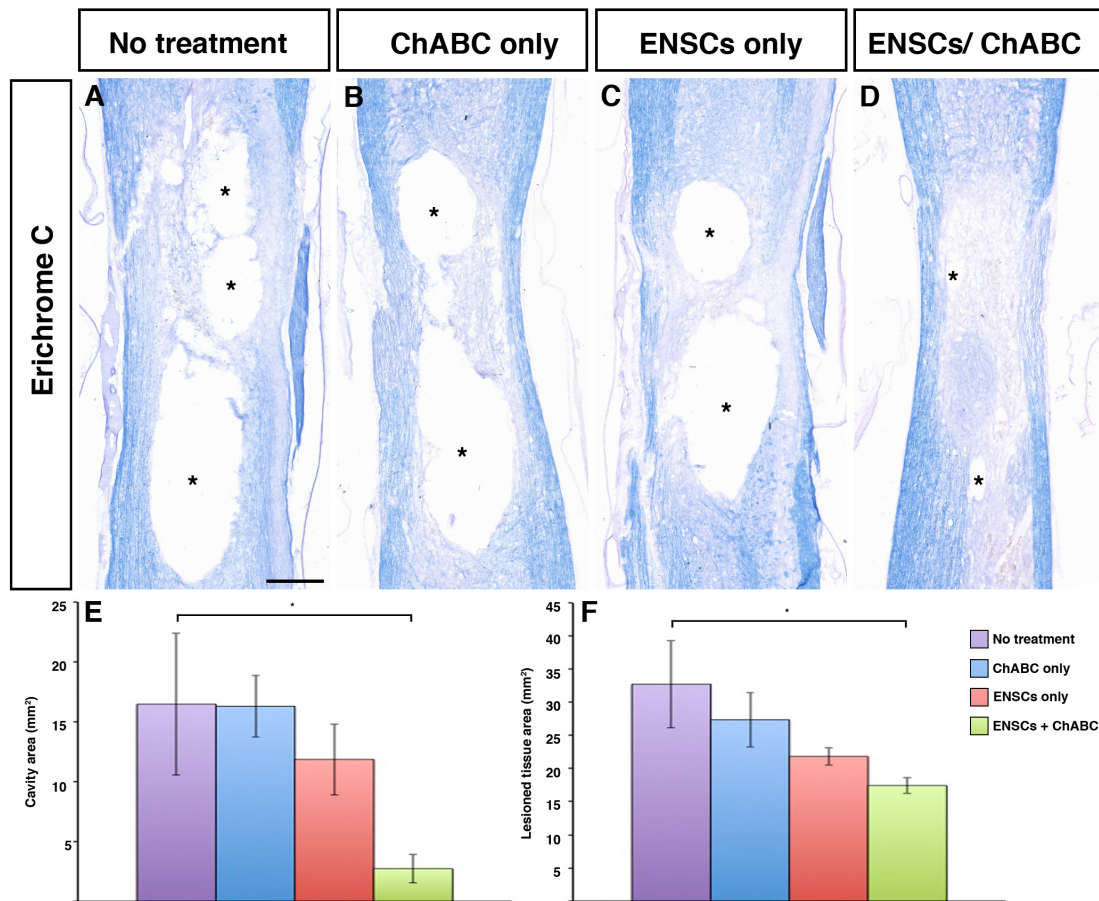 No treatment
ChABC only
ENSCs only
ENSCs/ ChABC
Erichrome C
A
B
C
D
*
*
*
*
*
*
*
*
*
E
25
20
15
10
5
Cavity area (mm²)
*
F
45
40
35
30
25
20
15
10
5
Lesioned tissue area (mm²)
*
No treatment
ChABC only
ENSCs only
ENSCs + ChABC